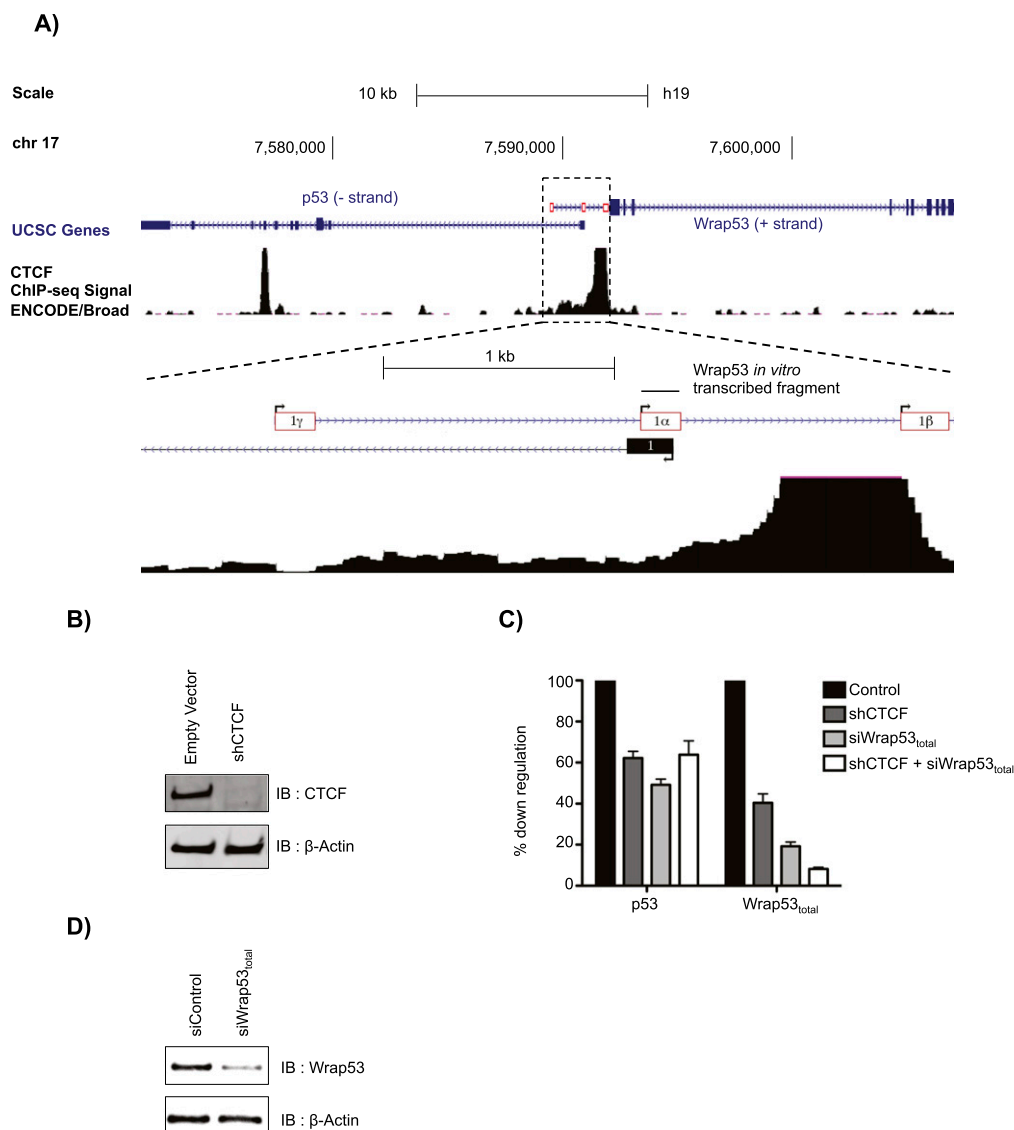 A)
Scale
10 kb
h19
chr 17
7,580,000
7,590,000
7,600,000
p53 (- strand)
UCSC Genes
Wrap53 (+ strand)
CTCF
ChIP-seq Signal
ENCODE/Broad
1 kb
Wrap53 in vitro
transcribed fragment
1γ
1α
1β
1
B)
Empty Vector
shCTCF
IB : CTCF
IB : β-Actin
C)
% down regulation
100
80
60
40
20
0
p53
Wrap53total
Control
shCTCF
siWrap53total
shCTCF + siWrap53total
D)
siControl
siWrap53total
IB : Wrap53
IB : β-Actin